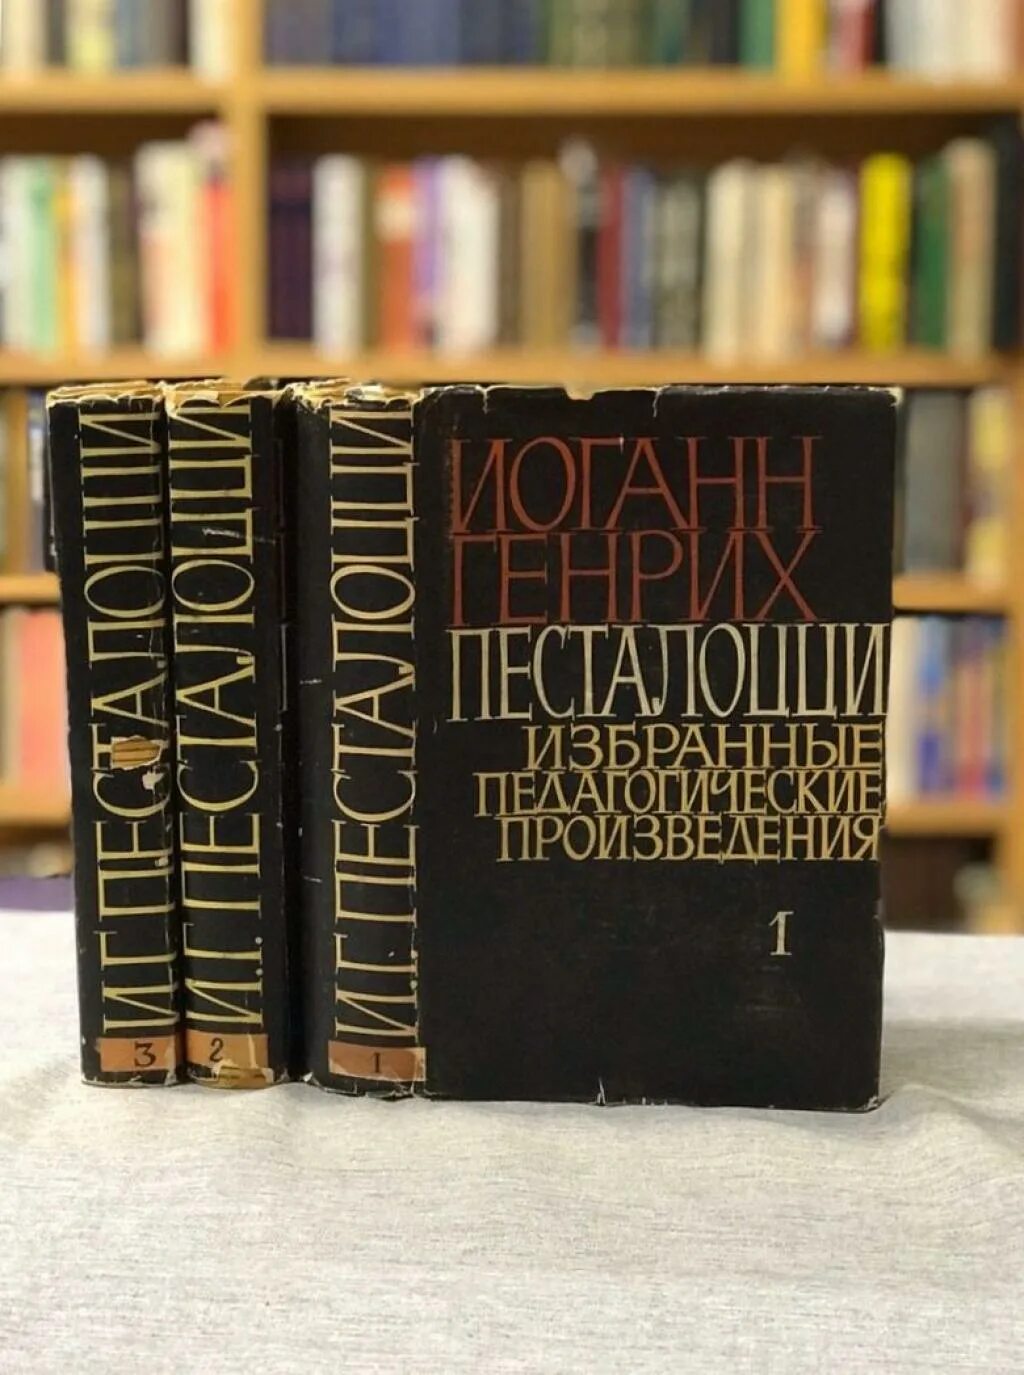 И.Г.ПЕСТАЛОЦЦИ
3
И.Г.ПЕСТАЛОЦЦИ
2
И.Г.ПЕСТАЛОЦЦИ
1
ИОГАНН
ГЕНРИХ
ПЕСТАЛОЦЦИ
ИЗБРАННЫЕ
ПЕДАГОГИЧЕСКИЕ
ПРОИЗВЕДЕНИЯ
1